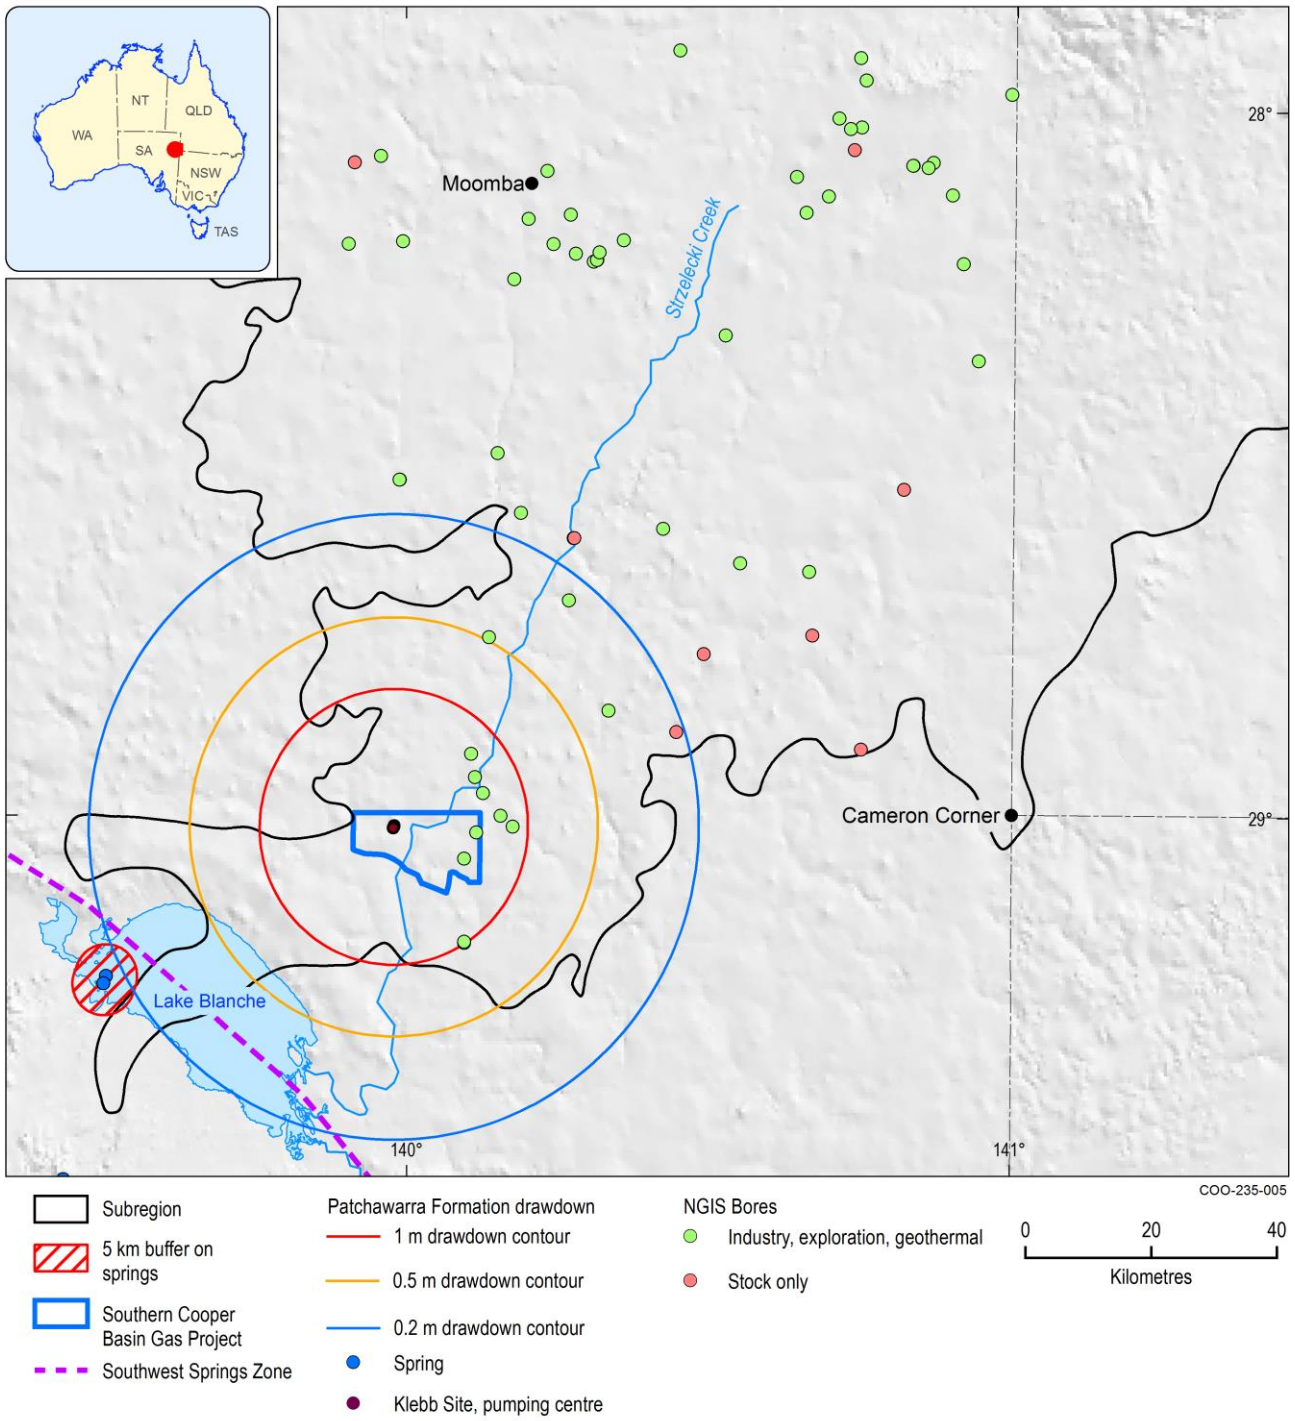 NT
QLD
WA
SA
NSW
VIC
TAS
28°
Moomba
Strzelecki Creek
Cameron Corner
29°
Lake Blanche
140°
141°
COO-235-005
Subregion
5 km buffer on
springs
Southern Cooper
Basin Gas Project
Southwest Springs Zone
Patchawarra Formation drawdown
1 m drawdown contour
0.5 m drawdown contour
0.2 m drawdown contour
Spring
Klebb Site, pumping centre
NGIS Bores
Industry, exploration, geothermal
Stock only
0 20 40
Kilometres